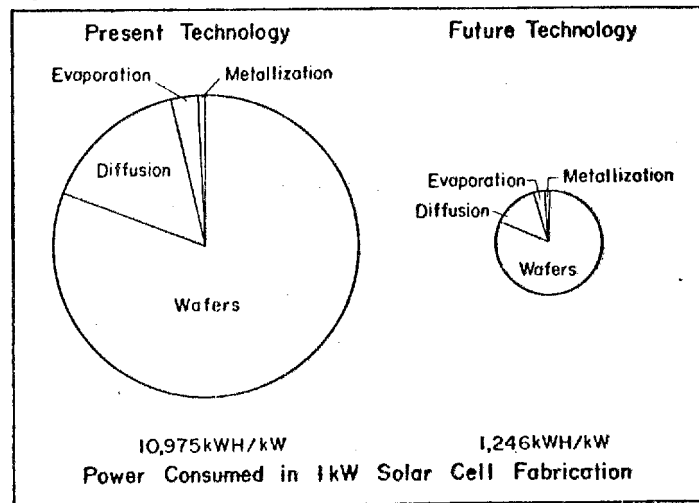 Present Technology
Future Technology
Evaporation
Metallization
Diffusion
Wafers
Evaporation
Metallization
Diffusion
Wafers
10,975kWH/kW
1,246kWH/kW
Power Consumed in 1kW Solar Cell Fabrication